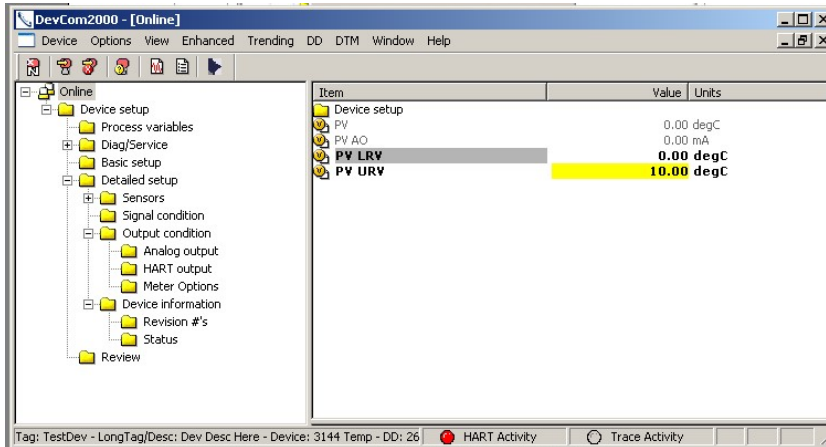 DevCom2000 - [Online]
Device Options View Enhanced Trending DD DTM Window Help
Online
Device setup
Process variables
Diag/Service
Basic setup
Detailed setup
Sensors
Signal condition
Output condition
Analog output
HART output
Meter Options
Device information
Revision #'s
Status
Review
Item Value Units
Device setup
PV 0.00 degC
PV AO 0.00 mA
PV LRV 0.00 degC
PV URV 10.00 degC
Tag: TestDev - LongTag/Desc: Dev Desc Here - Device: 3144 Temp - DD: 26 HART Activity Trace Activity